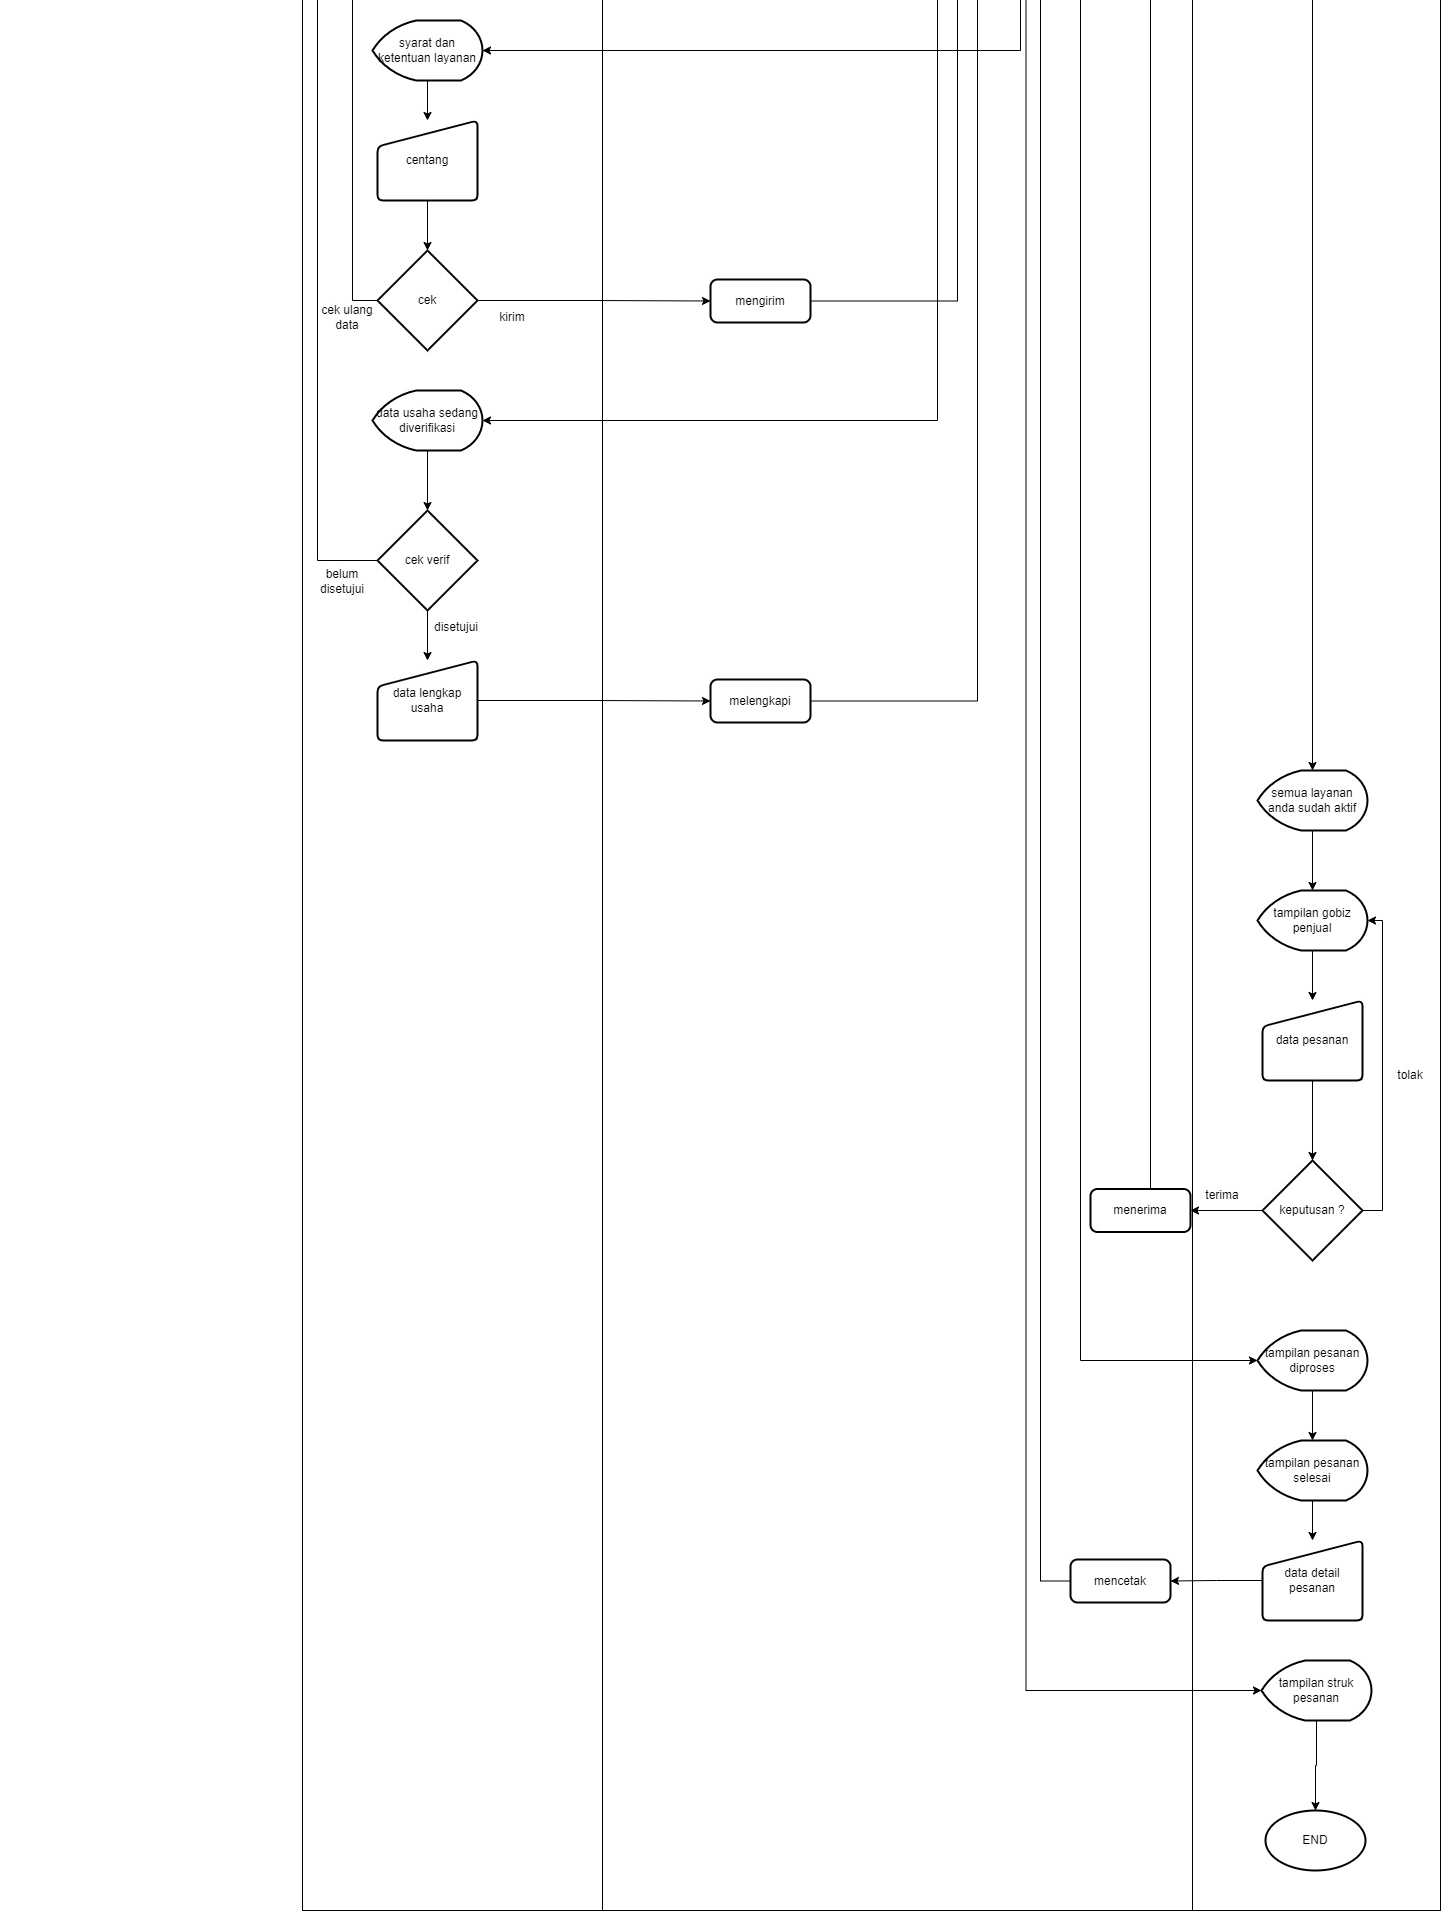 syarat dan
ketentuan layanan
centang
cek
cek ulang
data
kirim
mengirim
data usaha sedang
diverifikasi
cek verif
belum
disetujui
disetujui
data lengkap
usaha
melengkapi
semua layanan
anda sudah aktif
tampilan gobiz
penjual
data pesanan
tolak
terima
keputusan ?
menerima
tampilan pesanan
diproses
tampilan pesanan
selesai
data detail
pesanan
mencetak
tampilan struk
pesanan
END